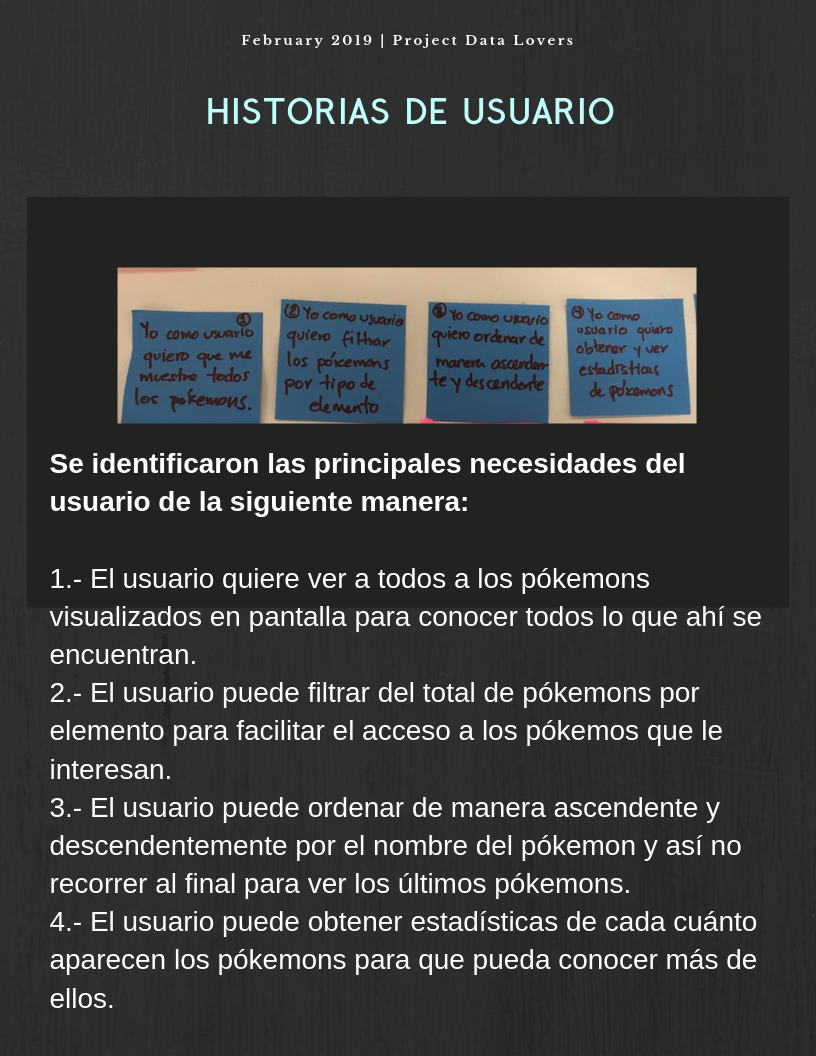 February 2019 | Project Data Lovers
HISTORIAS DE USUARIO
①
Yo como usuario
quiero que me
muestre todos
los pokemons.
② Yo como usuario
quiero filtrar
los pokemons
por tipo de
elemento
③ Yo como usuario
quiero ordenar de
manera ascenden
te y descendente
④ Yo como
usuario quiero
obtener y ver
estadísticas
de pokemons
Se identificaron las principales necesidades del
usuario de la siguiente manera:
1.- El usuario quiere ver a todos a los pókemons
visualizados en pantalla para conocer todos lo que ahí se
encuentran.
2.- El usuario puede filtrar del total de pókemons por
elemento para facilitar el acceso a los pókemos que le
interesan.
3.- El usuario puede ordenar de manera ascendente y
descendentemente por el nombre del pókemon y así no
recorrer al final para ver los últimos pókemons.
4.- El usuario puede obtener estadísticas de cada cuánto
aparecen los pókemons para que pueda conocer más de
ellos.